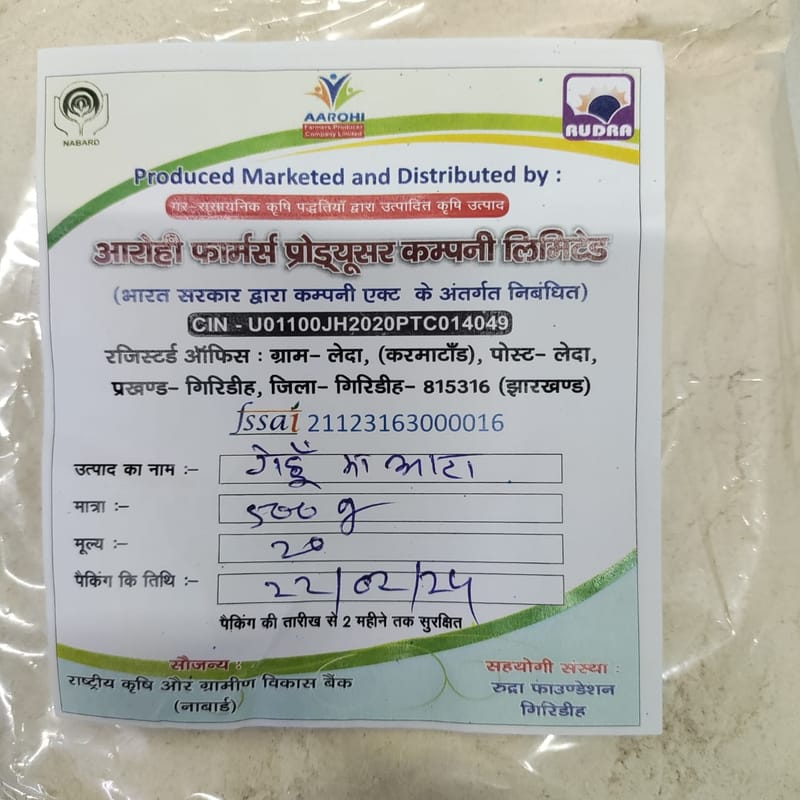 NABARD
AAROHI
Farmers Producer
Company Limited
RUDRA
Produced Marketed and Distributed by :
गैर-रासायनिक कृषि पद्धतियाँ द्वारा उत्पादित कृषि उत्पाद
आरोही फार्मर्स प्रोड्यूसर कम्पनी लिमिटेड
(भारत सरकार द्वारा कम्पनी एक्ट के अंतर्गत निबंधित)
CIN - U01100JH2020PTC014049
रजिस्टर्ड ऑफिस : ग्राम- लेदा, (करमाटाँड), पोस्ट- लेदा,
प्रखण्ड- गिरिडीह, जिला- गिरिडीह- 815316 (झारखण्ड)
fssai 21123163000016
उत्पाद का नाम :- गेहूँ का आटा
मात्रा :- 500 g
मूल्य :- 20
पैकिंग कि तिथि :- 22/02/24
पैकिंग की तारीख से 2 महीने तक सुरक्षित
सौजन्य :
राष्ट्रीय कृषि और ग्रामीण विकास बैंक
(नाबार्ड)
सहयोगी संस्था :
रुद्रा फाउण्डेशन
गिरिडीह